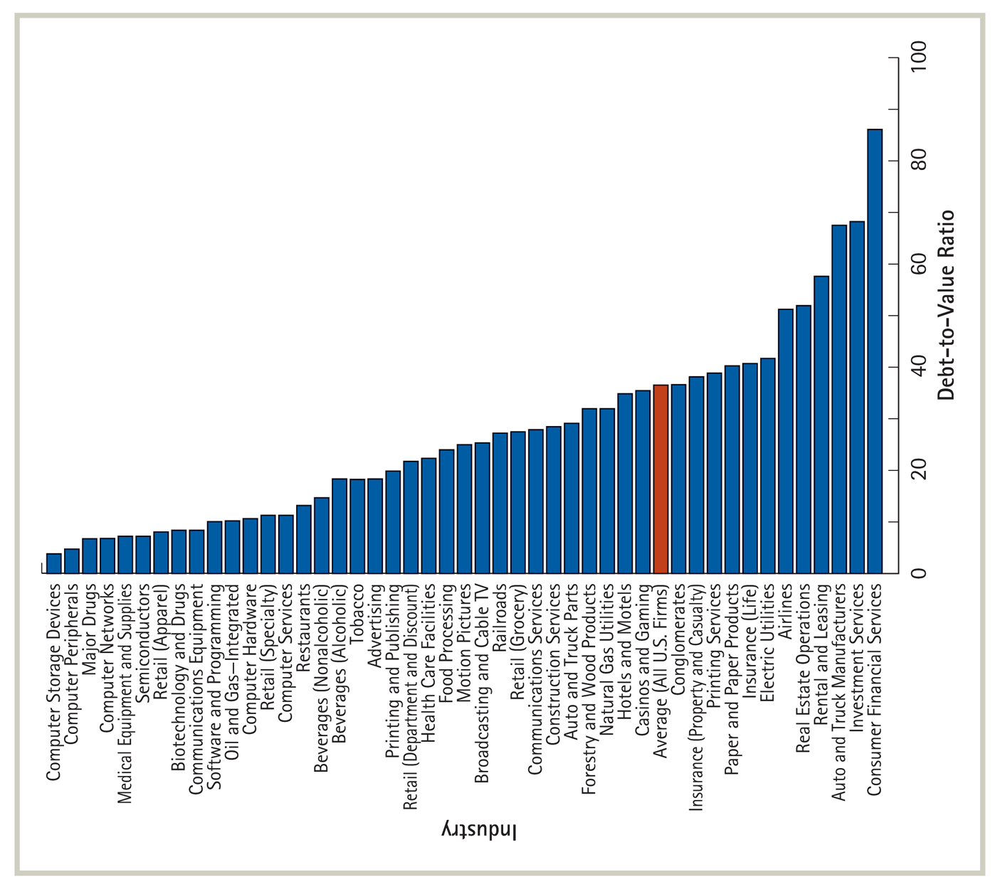 Industry
Computer Storage Devices
Computer Peripherals
Major Drugs
Computer Networks
Medical Equipment and Supplies
Semiconductors
Retail (Apparel)
Biotechnology and Drugs
Communications Equipment
Software and Programming
Oil and Gas—Integrated
Computer Hardware
Retail (Specialty)
Computer Services
Restaurants
Beverages (Nonalcoholic)
Beverages (Alcoholic)
Tobacco
Advertising
Printing and Publishing
Retail (Department and Discount)
Health Care Facilities
Food Processing
Motion Pictures
Broadcasting and Cable TV
Railroads
Retail (Grocery)
Communications Services
Construction Services
Auto and Truck Parts
Forestry and Wood Products
Natural Gas Utilities
Hotels and Motels
Casinos and Gaming
Average (All U.S. Firms)
Conglomerates
Insurance (Property and Casualty)
Printing Services
Paper and Paper Products
Insurance (Life)
Electric Utilities
Airlines
Real Estate Operations
Rental and Leasing
Auto and Truck Manufacturers
Investment Services
Consumer Financial Services
0
20
40
60
80
100
Debt-to-Value Ratio